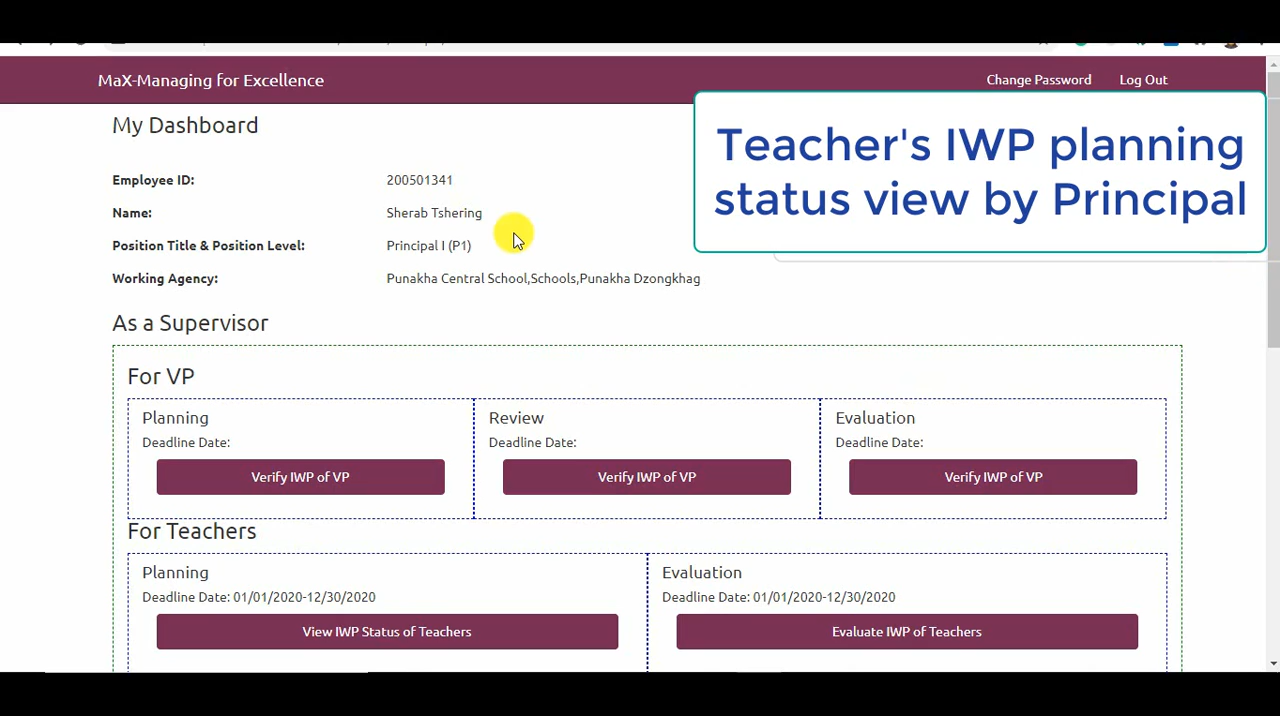 MaX-Managing for Excellence
Change Password
Log Out
My Dashboard
Teacher's IWP planning
status view by Principal
Employee ID: 200501341
Name: Sherab Tshering
Position Title & Position Level: Principal I (P1)
Working Agency: Punakha Central School,Schools,Punakha Dzongkhag
As a Supervisor
For VP
Planning
Deadline Date:
Verify IWP of VP
Review
Deadline Date:
Verify IWP of VP
Evaluation
Deadline Date:
Verify IWP of VP
For Teachers
Planning
Deadline Date: 01/01/2020-12/30/2020
View IWP Status of Teachers
Evaluation
Deadline Date: 01/01/2020-12/30/2020
Evaluate IWP of Teachers